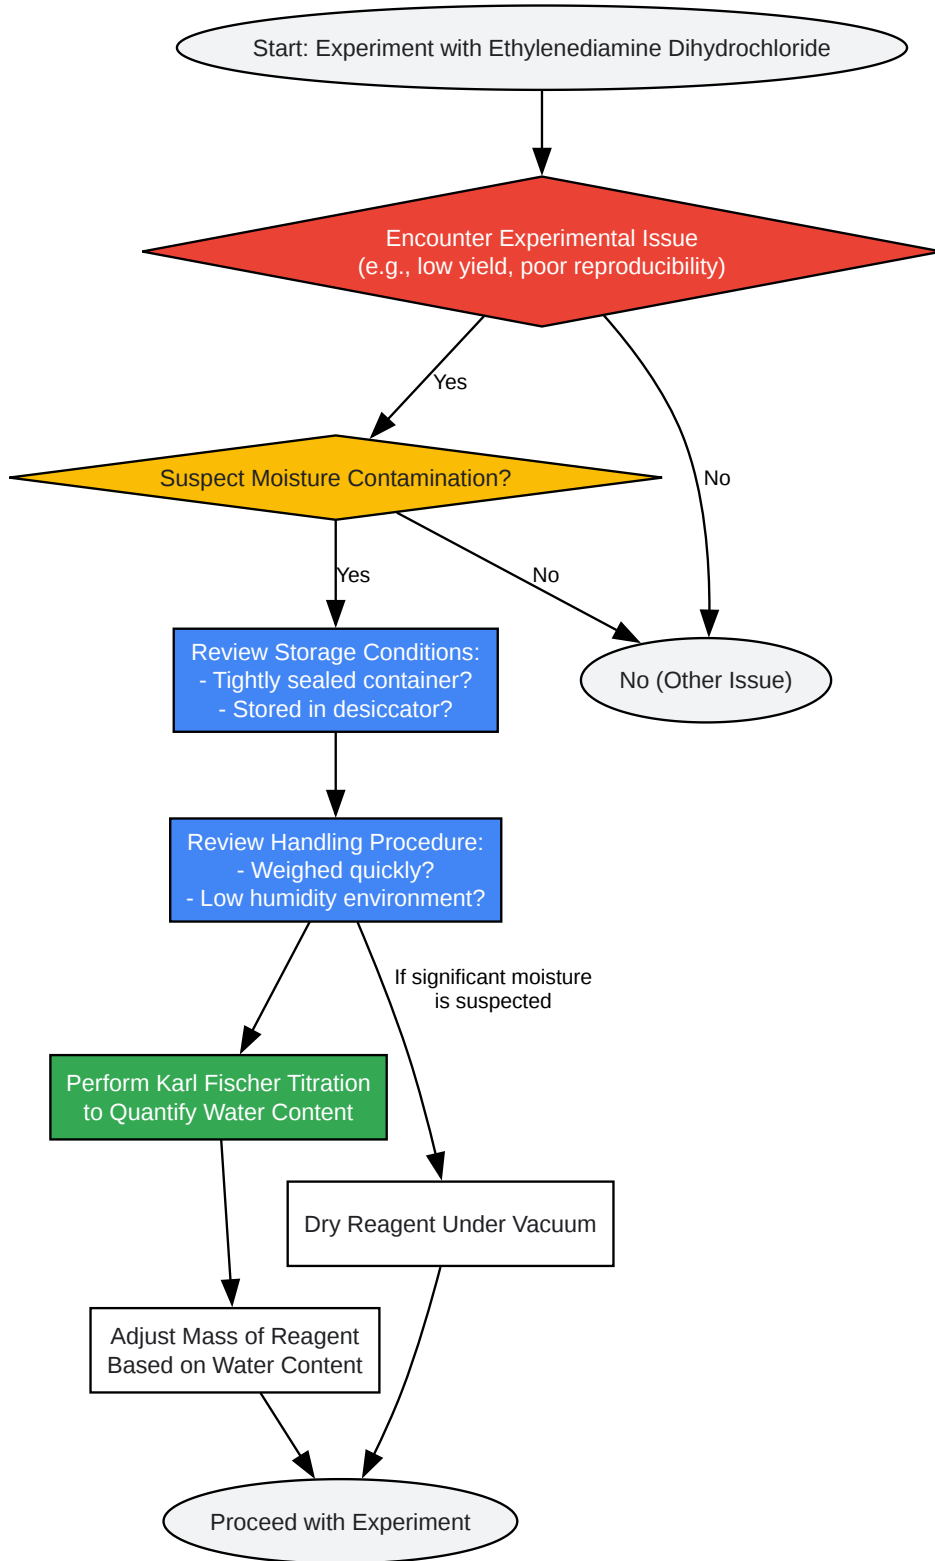 Start: Experiment with Ethylenediamine Dihydrochloride
Encounter Experimental Issue
(e.g., low yield, poor reproducibility)
Yes
No
Suspect Moisture Contamination?
Yes
No
Review Storage Conditions:
- Tightly sealed container?
- Stored in desiccator?
No (Other Issue)
Review Handling Procedure:
- Weighed quickly?
- Low humidity environment?
If significant moisture
is suspected
Perform Karl Fischer Titration
to Quantify Water Content
Dry Reagent Under Vacuum
Adjust Mass of Reagent
Based on Water Content
Proceed with Experiment